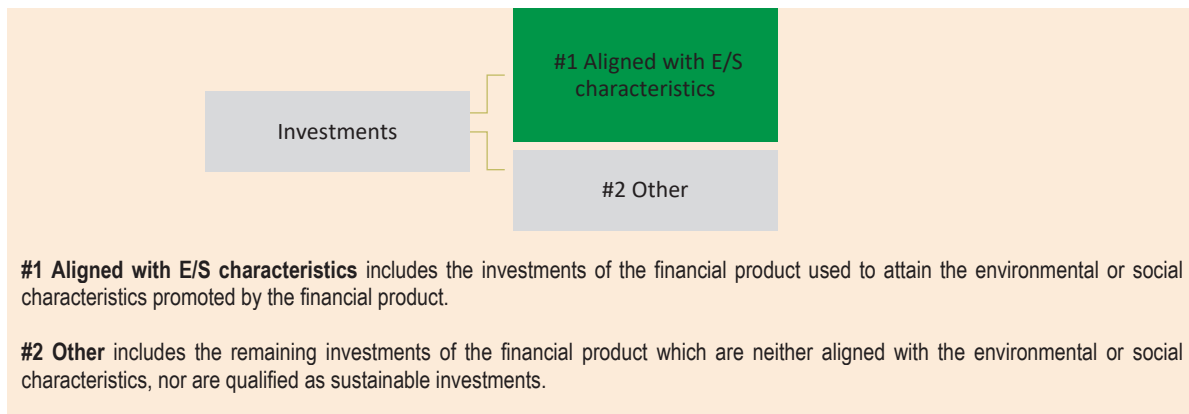 #1 Aligned with E/S
characteristics
Investments
#2 Other
#1 Aligned with E/S characteristics includes the investments of the financial product used to attain the environmental or social
characteristics promoted by the financial product.
#2 Other includes the remaining investments of the financial product which are neither aligned with the environmental or social
characteristics, nor are qualified as sustainable investments.